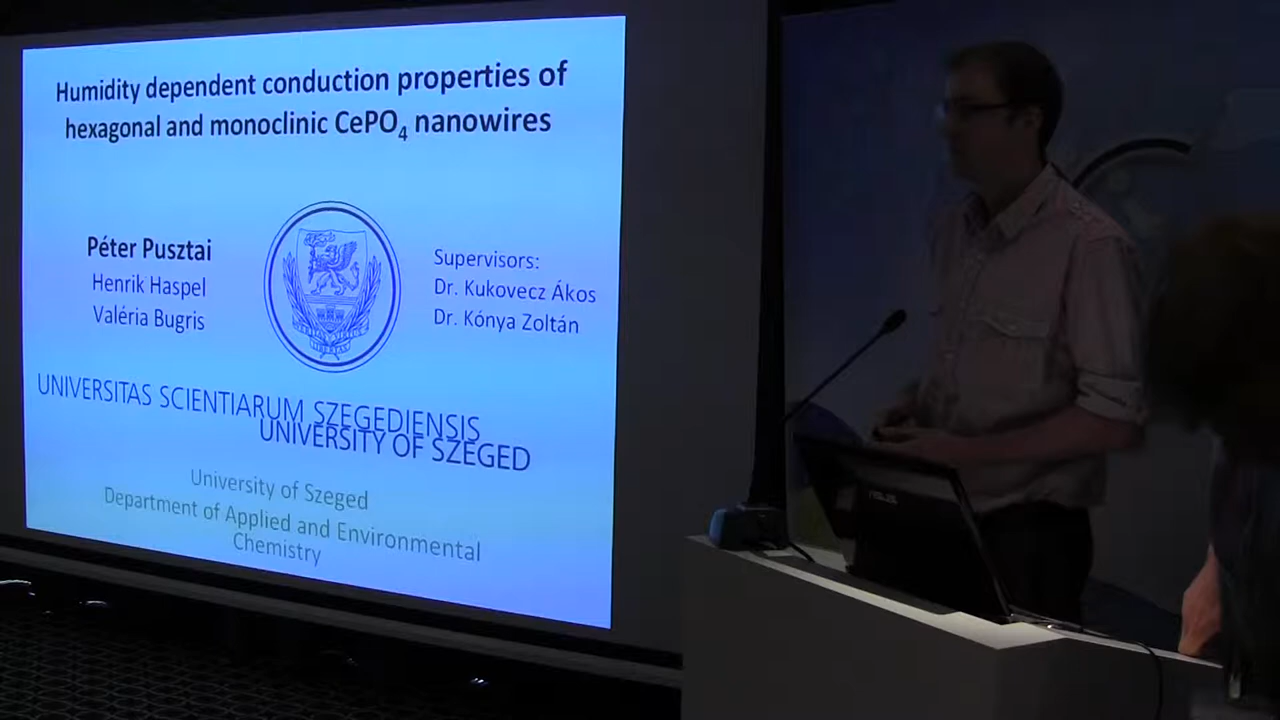 Humidity dependent conduction properties of
hexagonal and monoclinic CePO₄ nanowires
Péter Pusztai
Henrik Haspel
Valéria Bugris
Supervisors:
Dr. Kukovecz Ákos
Dr. Kónya Zoltán
UNIVERSITAS SCIENTIARUM SZEGEDIENSIS
UNIVERSITY OF SZEGED
University of Szeged
Department of Applied and Environmental
Chemistry
ASUS